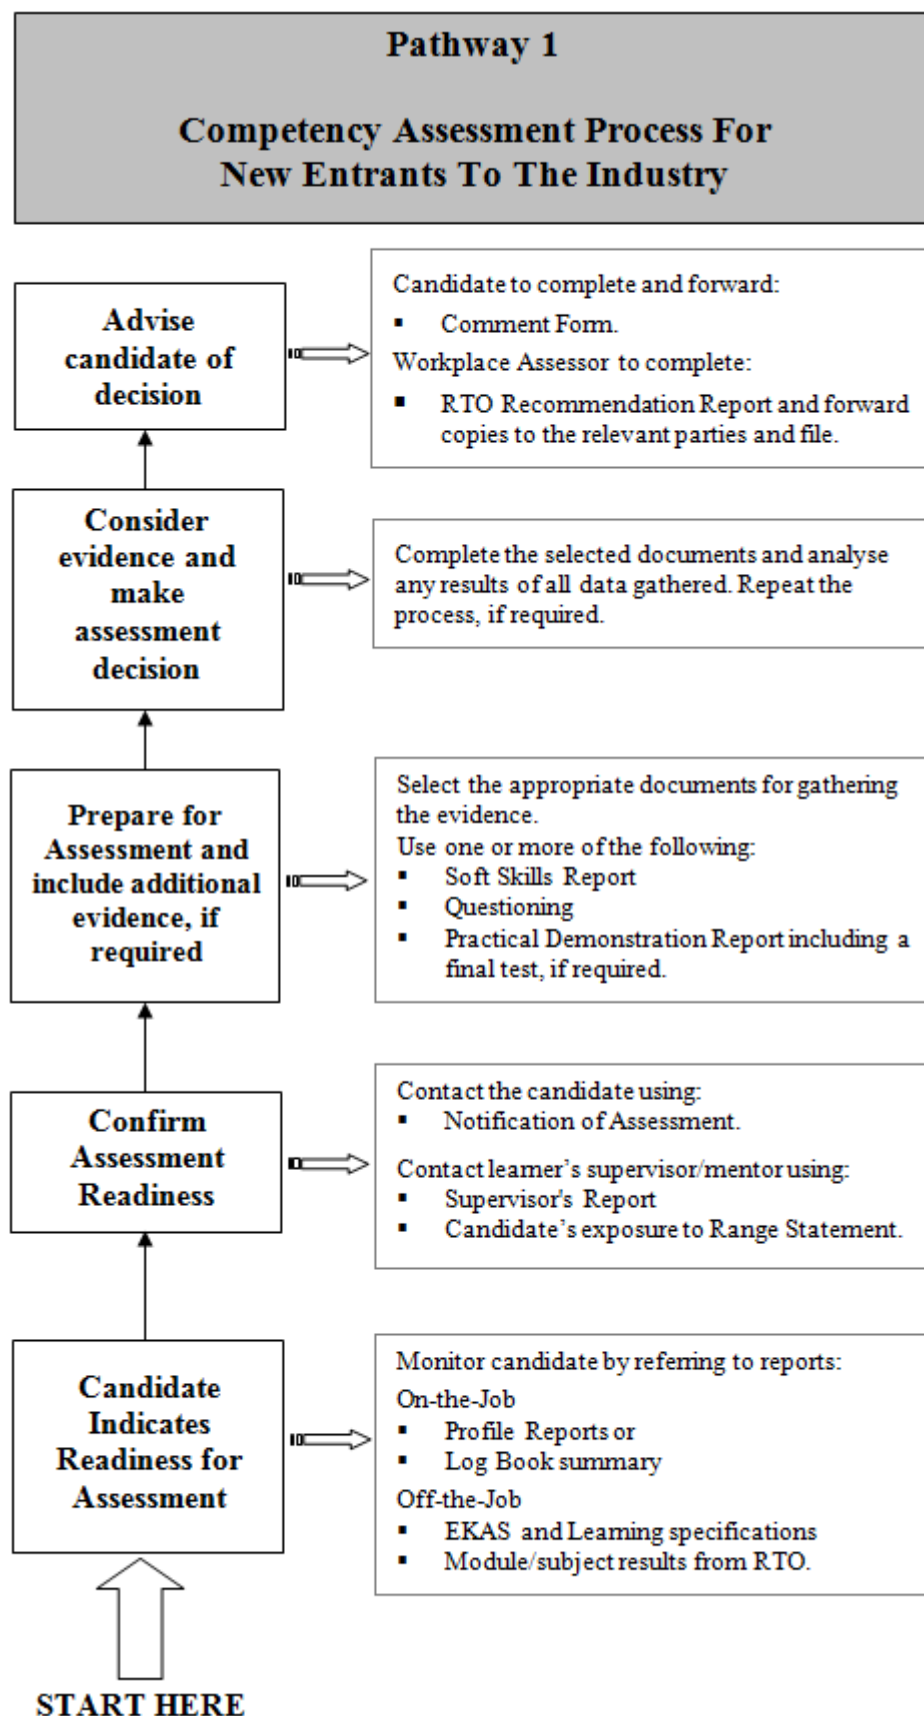 Pathway 1
Competency Assessment Process For
New Entrants To The Industry
Advise
candidate of
decision
Candidate to complete and forward:
▪ Comment Form.
Workplace Assessor to complete:
▪ RTO Recommendation Report and forward
copies to the relevant parties and file.
Consider
evidence and
make
assessment
decision
Complete the selected documents and analyse
any results of all data gathered. Repeat the
process, if required.
Prepare for
Assessment and
include additional
evidence, if
required
Select the appropriate documents for gathering
the evidence.
Use one or more of the following:
▪ Soft Skills Report
▪ Questioning
▪ Practical Demonstration Report including a
final test, if required.
Confirm
Assessment
Readiness
Contact the candidate using:
▪ Notification of Assessment.
Contact learner’s supervisor/mentor using:
▪ Supervisor's Report
▪ Candidate’s exposure to Range Statement.
Candidate
Indicates
Readiness for
Assessment
Monitor candidate by referring to reports:
On-the-Job
▪ Profile Reports or
▪ Log Book summary
Off-the-Job
▪ EKAS and Learning specifications
▪ Module/subject results from RTO.
START HERE